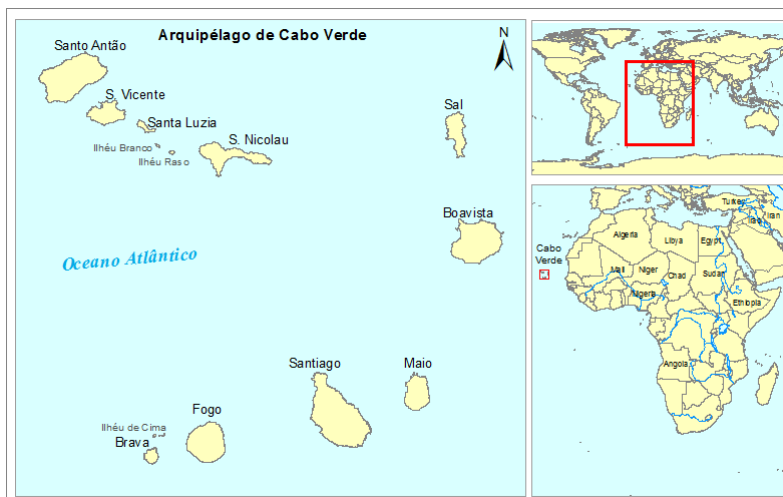 Arquipélago de Cabo Verde
N
Santo Antão
S. Vicente
Santa Luzia
Ilhéu Branco
Ilhéu Raso
S. Nicolau
Sal
Boavista
Oceano Atlântico
Santiago
Maio
Fogo
Ilhéu de Cima
Brava
Turkey
Iran
Iraq
Algeria
Libya
Egypt
Cabo
Verde
Mali
Niger
Chad
Sudan
Nigeria
Ethiopia
Angola